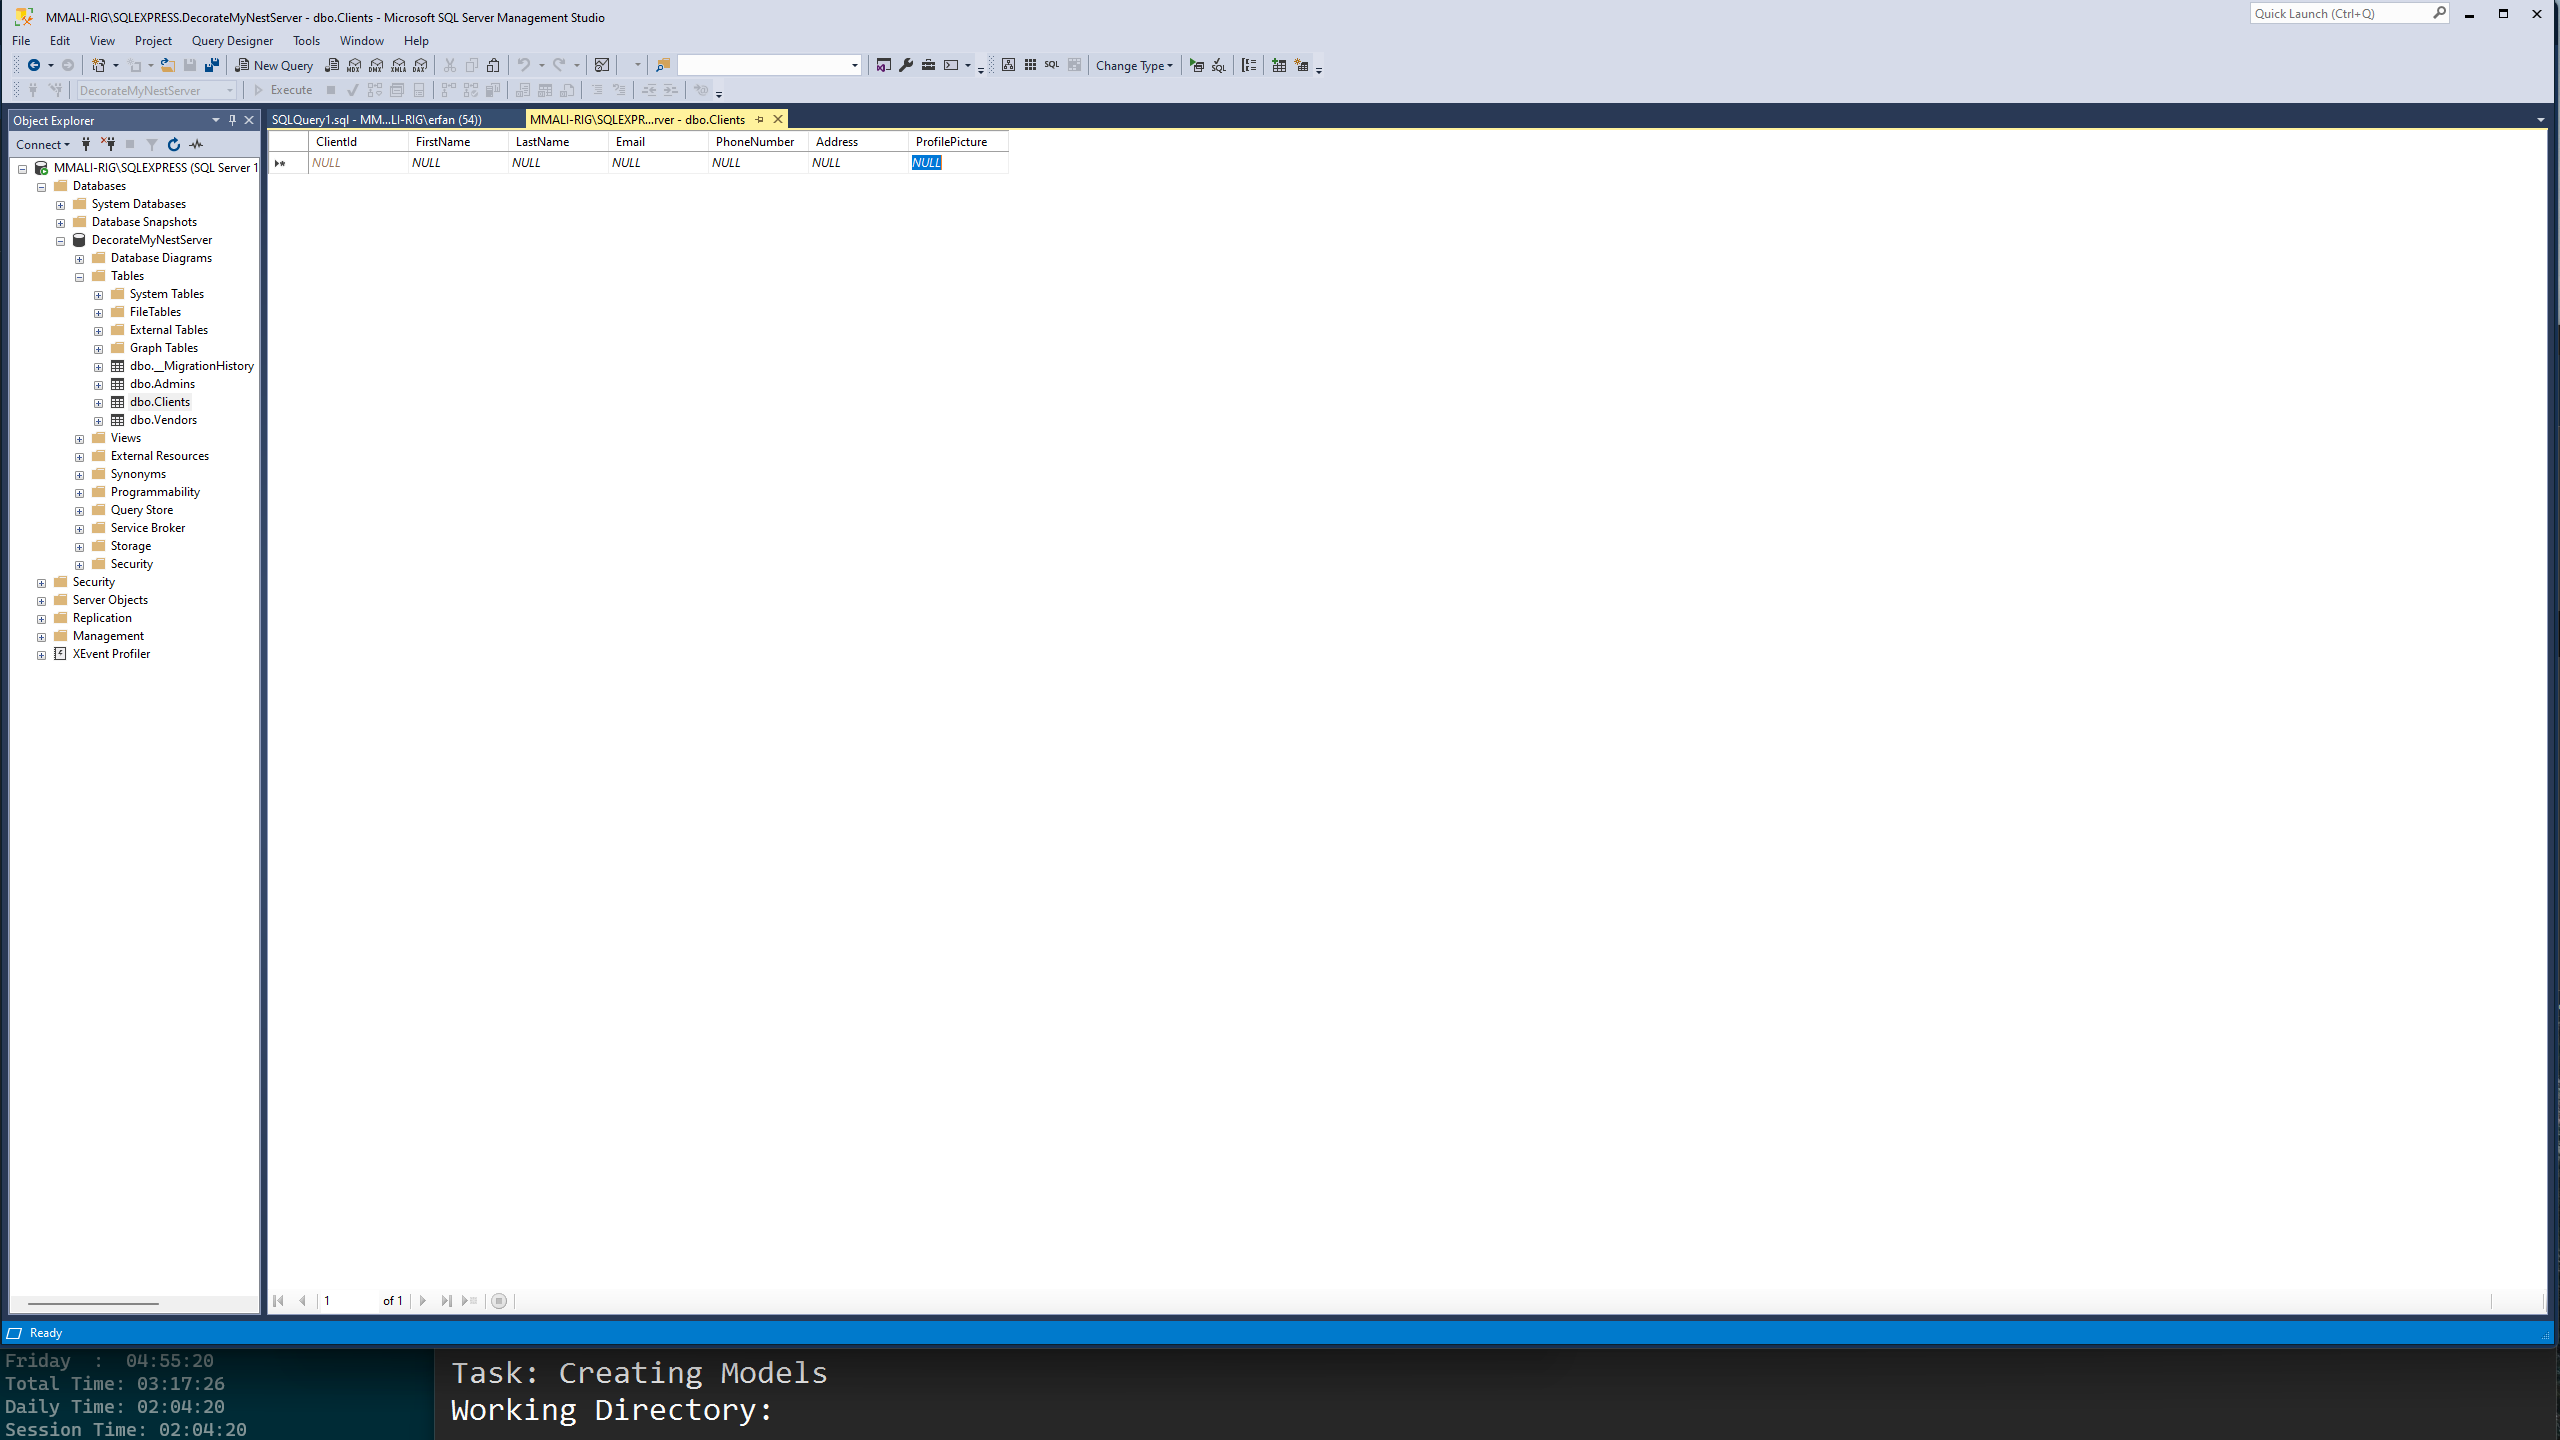 MMALI-RIG\SQLEXPRESS.DecorateMyNestServer - dbo.Clients - Microsoft SQL Server Management Studio
Quick Launch (Ctrl+Q)
File Edit View Project Query Designer Tools Window Help
New Query
MDX DMX XMLA DAX
SQL
Change Type
SQL
DecorateMyNestServer
Execute
Object Explorer
SQLQuery1.sql - MM...LI-RIG\erfan (54))
MMALI-RIG\SQLEXPR...rver - dbo.Clients
Connect
ClientId FirstName LastName Email PhoneNumber Address ProfilePicture
NULL NULL NULL NULL NULL NULL NULL
MMALI-RIG\SQLEXPRESS (SQL Server 1
Databases
System Databases
Database Snapshots
DecorateMyNestServer
Database Diagrams
Tables
System Tables
FileTables
External Tables
Graph Tables
dbo.__MigrationHistory
dbo.Admins
dbo.Clients
dbo.Vendors
Views
External Resources
Synonyms
Programmability
Query Store
Service Broker
Storage
Security
Security
Server Objects
Replication
Management
XEvent Profiler
1 of 1
Ready
Friday : 04:55:20
Total Time: 03:17:26
Daily Time: 02:04:20
Session Time: 02:04:20
Task: Creating Models
Working Directory: